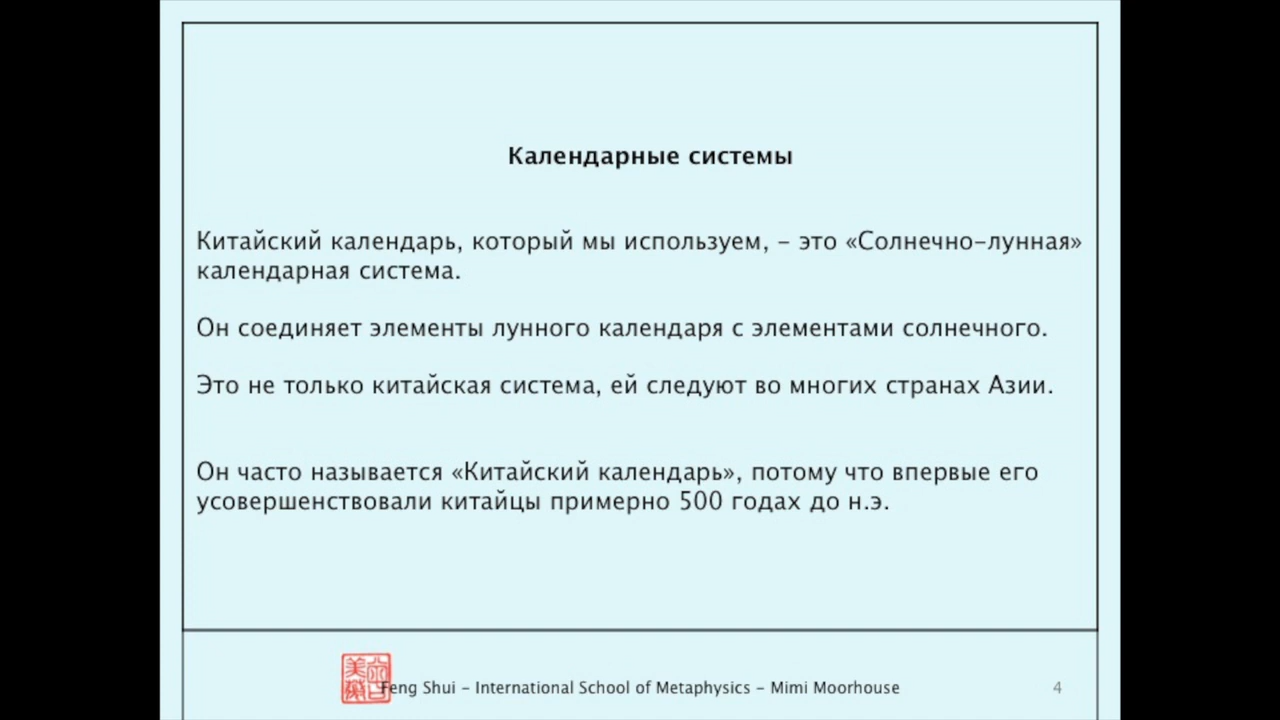 Календарные системы
Китайский календарь, который мы используем, – это «Солнечно–лунная»
календарная система.
Он соединяет элементы лунного календаря с элементами солнечного.
Это не только китайская система, ей следуют во многих странах Азии.
Он часто называется «Китайский календарь», потому что впервые его
усовершенствовали китайцы примерно 500 годах до н.э.
Feng Shui – International School of Metaphysics – Mimi Moorhouse
4